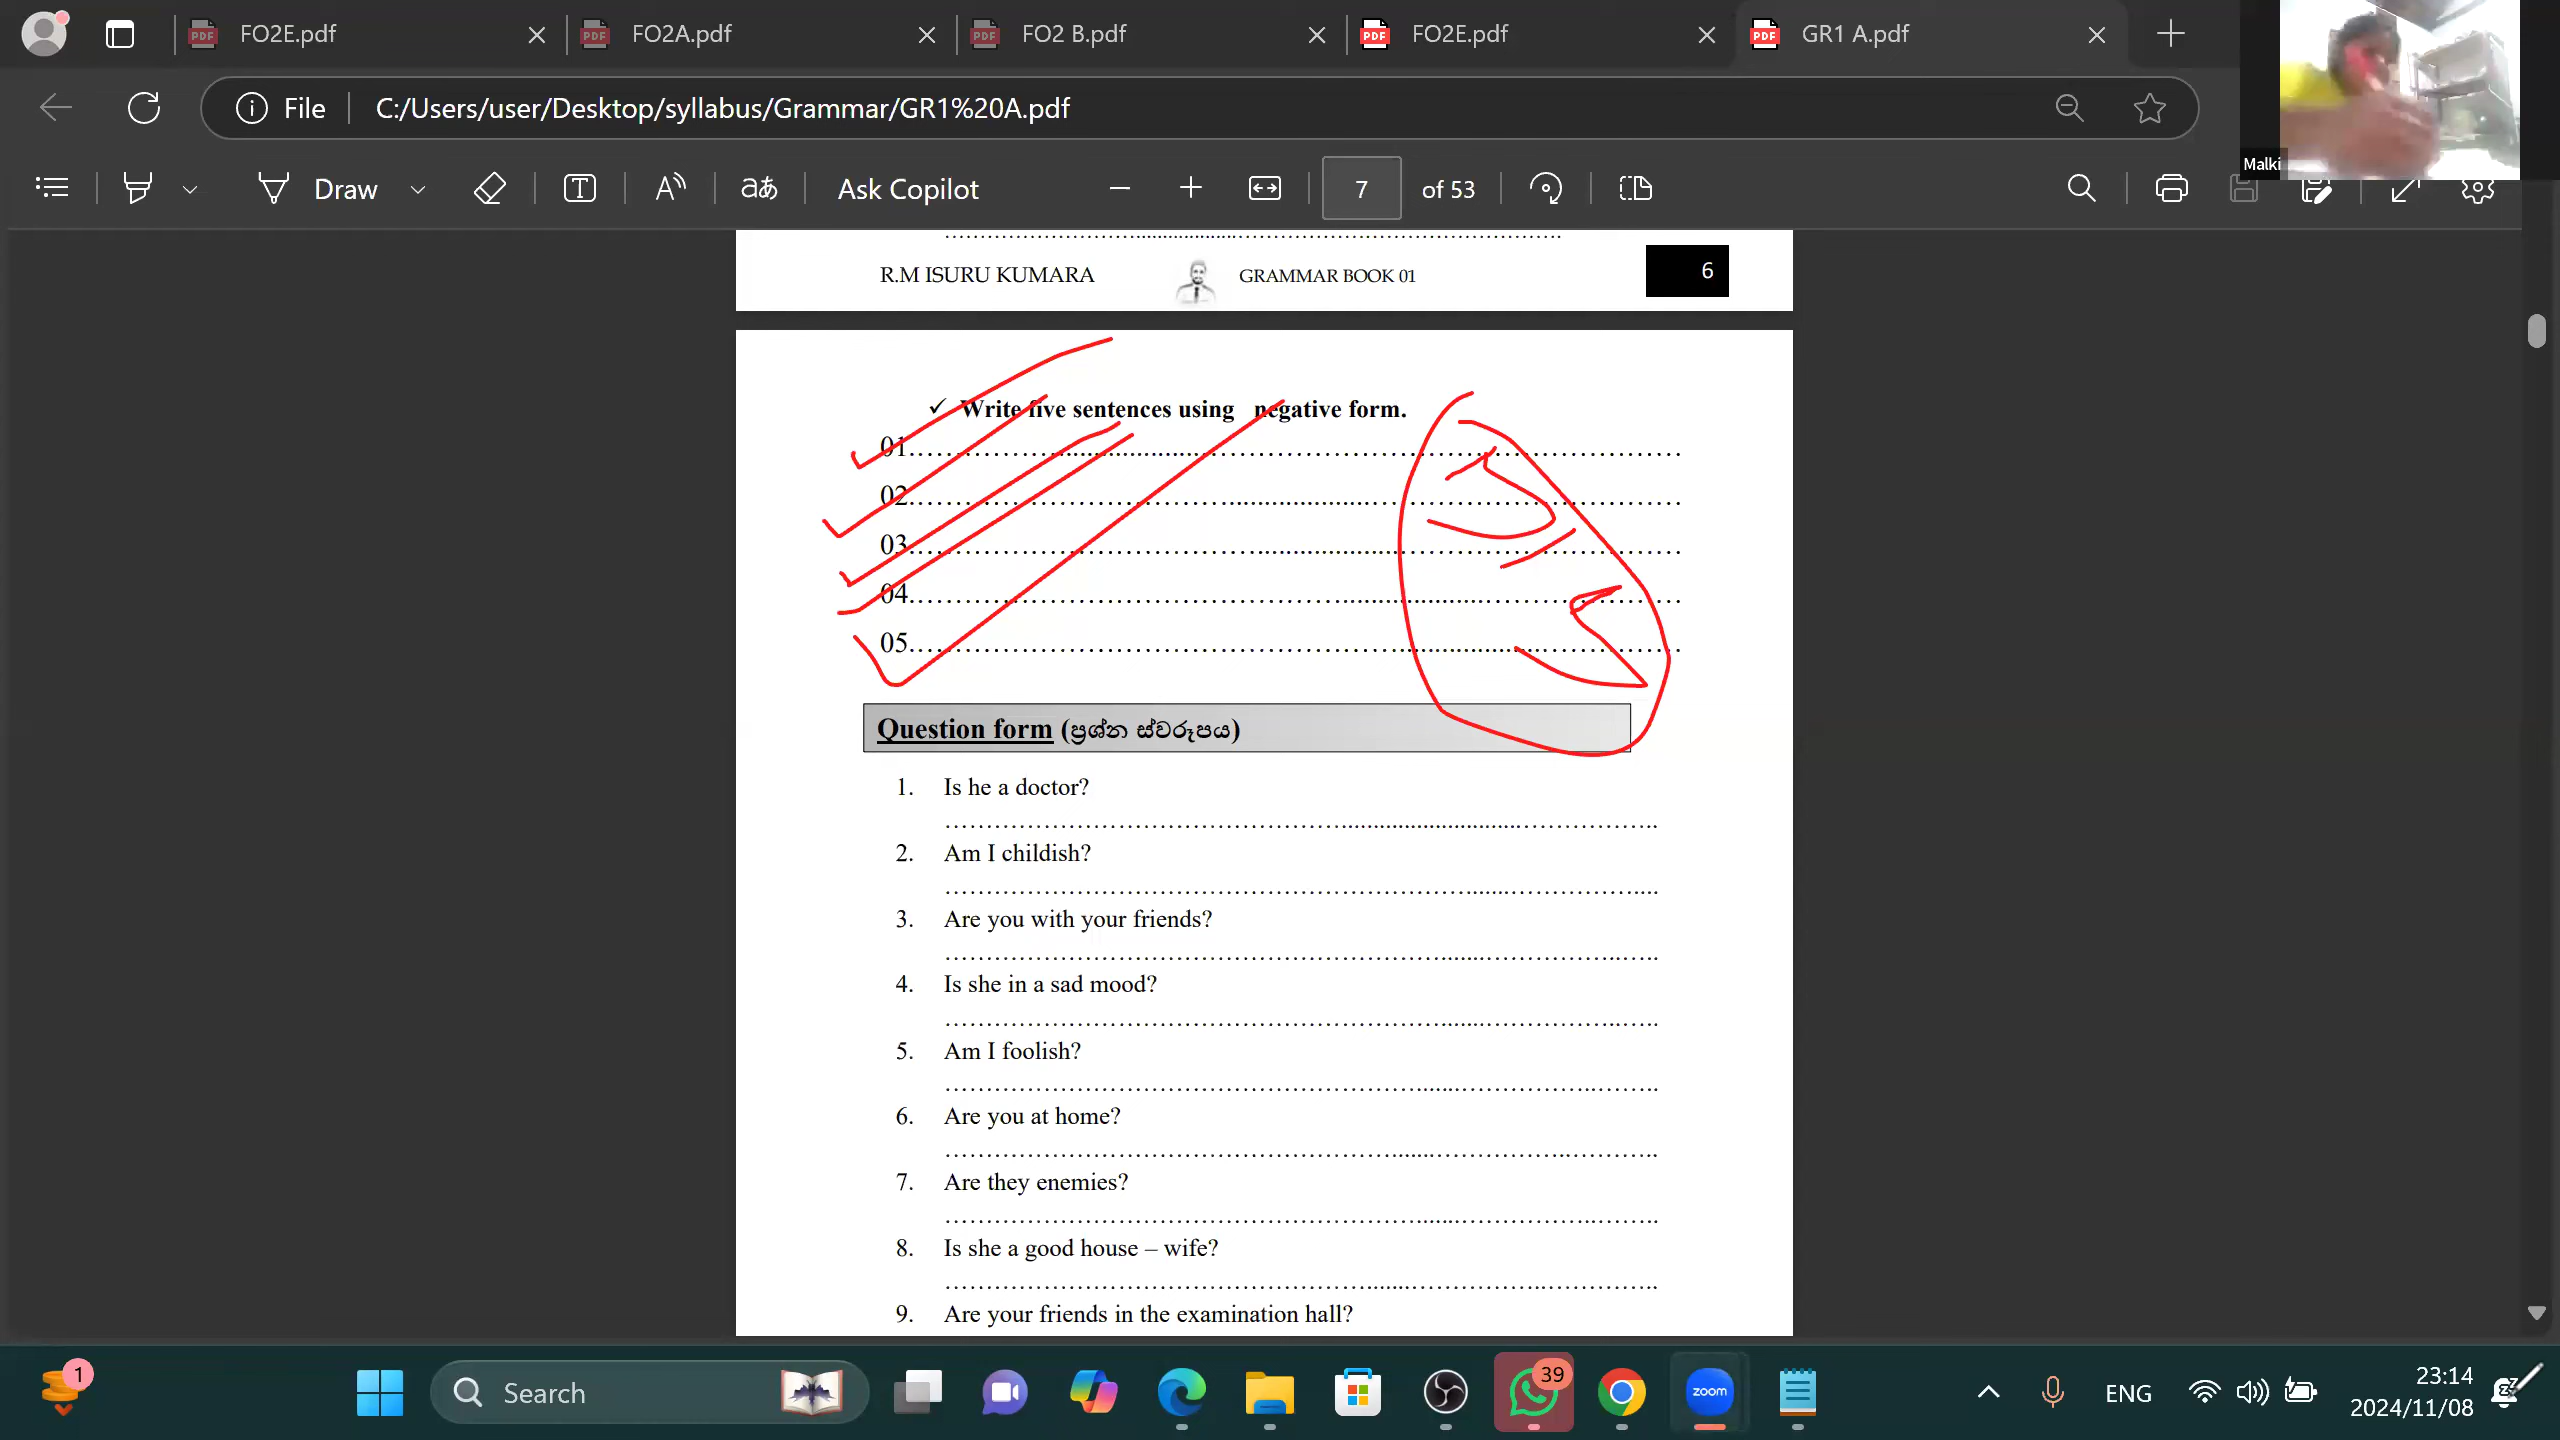 FO2E.pdf
FO2A.pdf
FO2 B.pdf
FO2E.pdf
GR1 A.pdf
File
C:/Users/user/Desktop/syllabus/Grammar/GR1%20A.pdf
Draw
aあ
Ask Copilot
7 of 53
Malki
R.M ISURU KUMARA GRAMMAR BOOK 01 6
✓ Write five sentences using negative form.
01
02
03
04
05
Question form (ප්‍රශ්න ස්වරූපය)
1. Is he a doctor?
2. Am I childish?
3. Are you with your friends?
4. Is she in a sad mood?
5. Am I foolish?
6. Are you at home?
7. Are they enemies?
8. Is she a good house – wife?
9. Are your friends in the examination hall?
1
Search
39
zoom
ENG
23:14
2024/11/08